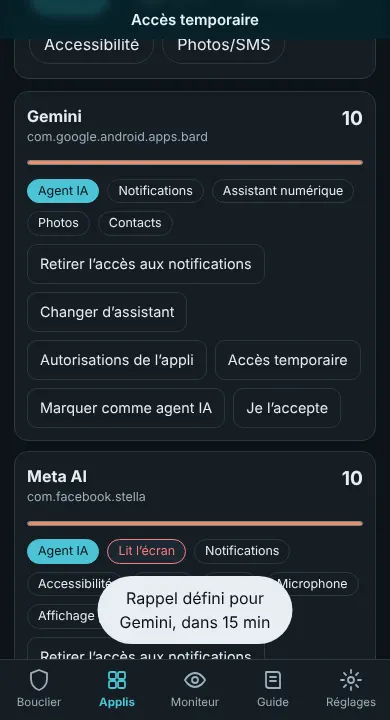 Accès temporaire
Accessibilité Photos/SMS
Gemini 10
com.google.android.apps.bard
Agent IA Notifications Assistant numérique
Photos Contacts
Retirer l’accès aux notifications
Changer d’assistant
Autorisations de l’appli Accès temporaire
Marquer comme agent IA Je l’accepte
Meta AI 10
com.facebook.stella
Agent IA Lit l’écran Notifications
Accessibilité Microphone
Affichage
Rappel défini pour
Gemini, dans 15 min
Retirer l’accès aux notifications
Bouclier Applis Moniteur Guide Réglages